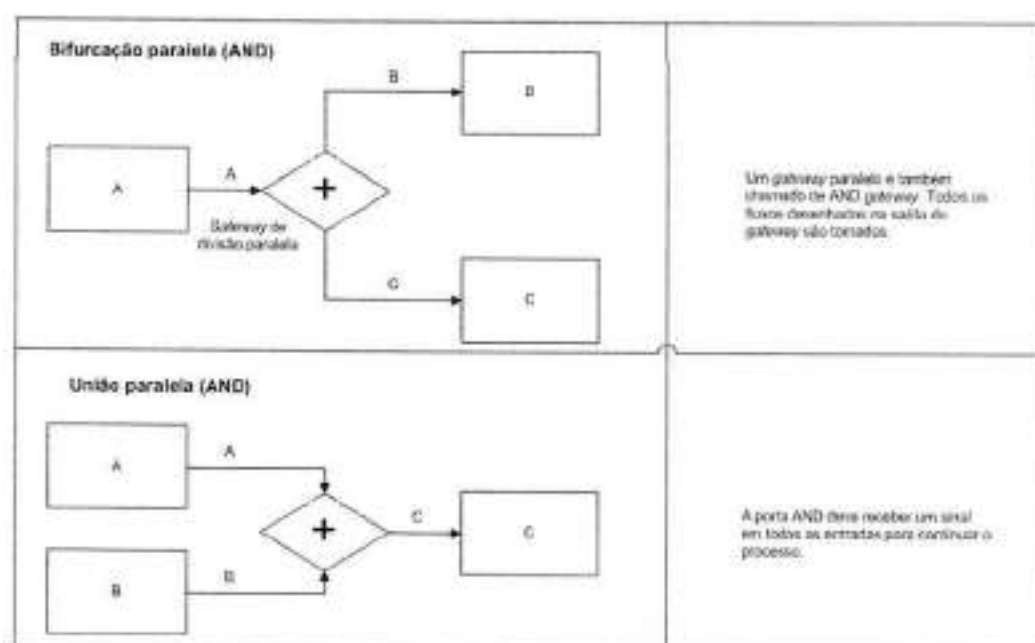 Bifurcação paralela (AND)
B
B
A
A
Gateway de
divisão paralela
C
C
Um gateway paralelo é também
chamado de AND gateway. Todos os
fluxos desenhados na saída do
gateway são tomados.
União paralela (AND)
A
A
C
C
B
B
A porta AND deve receber um sinal
em todas as entradas para continuar o
processo.